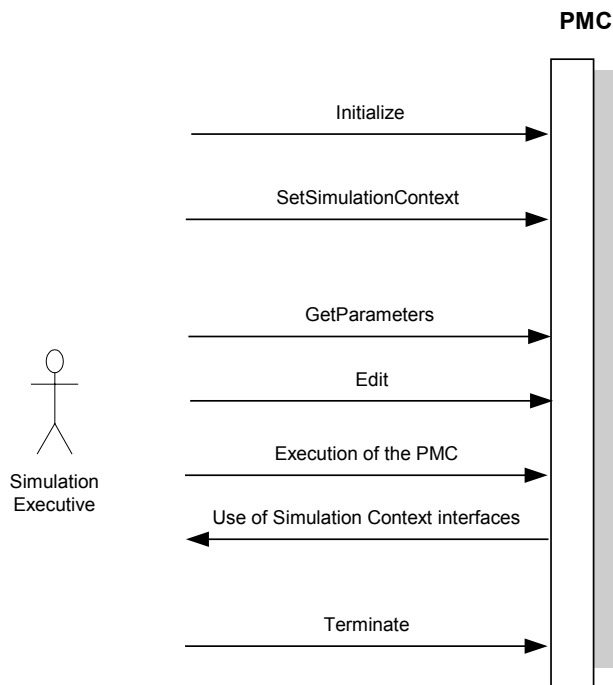 PMC
Initialize
SetSimulationContext
GetParameters
Edit
Execution of the PMC
Simulation
Executive
Use of Simulation Context interfaces
Terminate